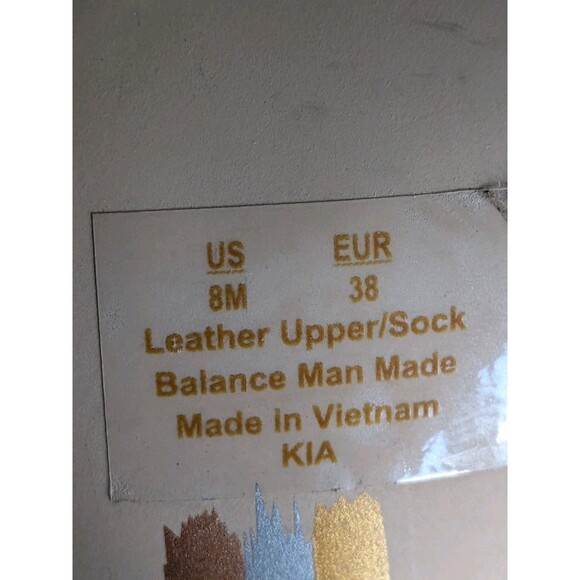 US EUR
8M 38
Leather Upper/Sock
Balance Man Made
Made in Vietnam
KIA